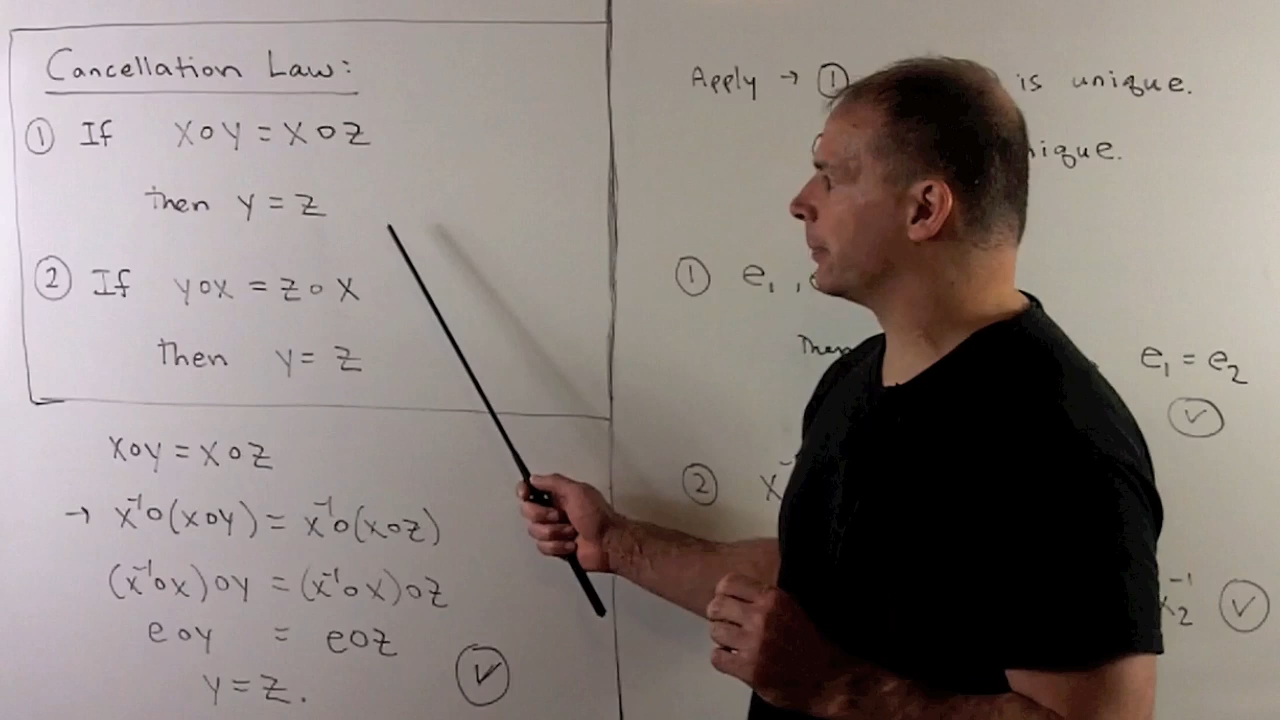 Cancellation Law:
① If x∘y = x∘z
then y = z
② If y∘x = z∘x
then y = z
x∘y = x∘z
→ x⁻¹∘(x∘y) = x⁻¹∘(x∘z)
(x⁻¹∘x)∘y = (x⁻¹∘x)∘z
e∘y = e∘z
y = z. ✓
Apply → ① is unique.
① e₁,
Then e₁ = e₂
✓
② x⁻¹
x₂⁻¹ ✓